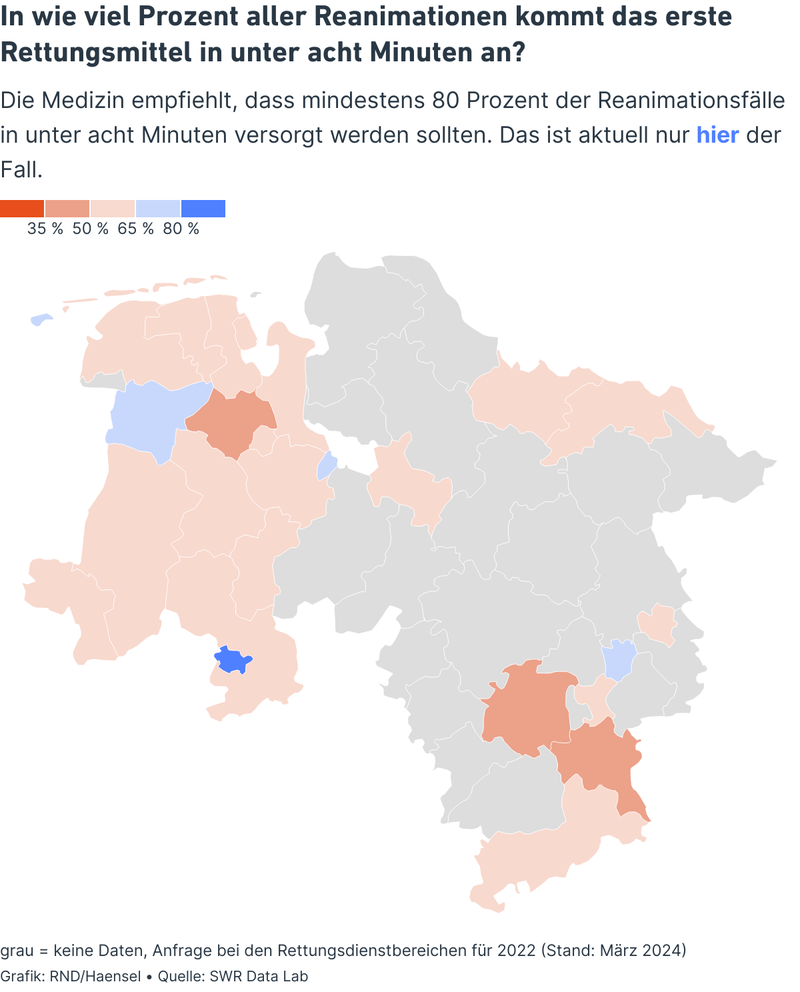 In wie viel Prozent aller Reanimationen kommt das erste
Rettungsmittel in unter acht Minuten an?
Die Medizin empfiehlt, dass mindestens 80 Prozent der Reanimationsfälle
in unter acht Minuten versorgt werden sollten. Das ist aktuell nur hier der
Fall.
35 % 50 % 65 % 80 %
grau = keine Daten, Anfrage bei den Rettungsdienstbereichen für 2022 (Stand: März 2024)
Grafik: RND/Haensel • Quelle: SWR Data Lab